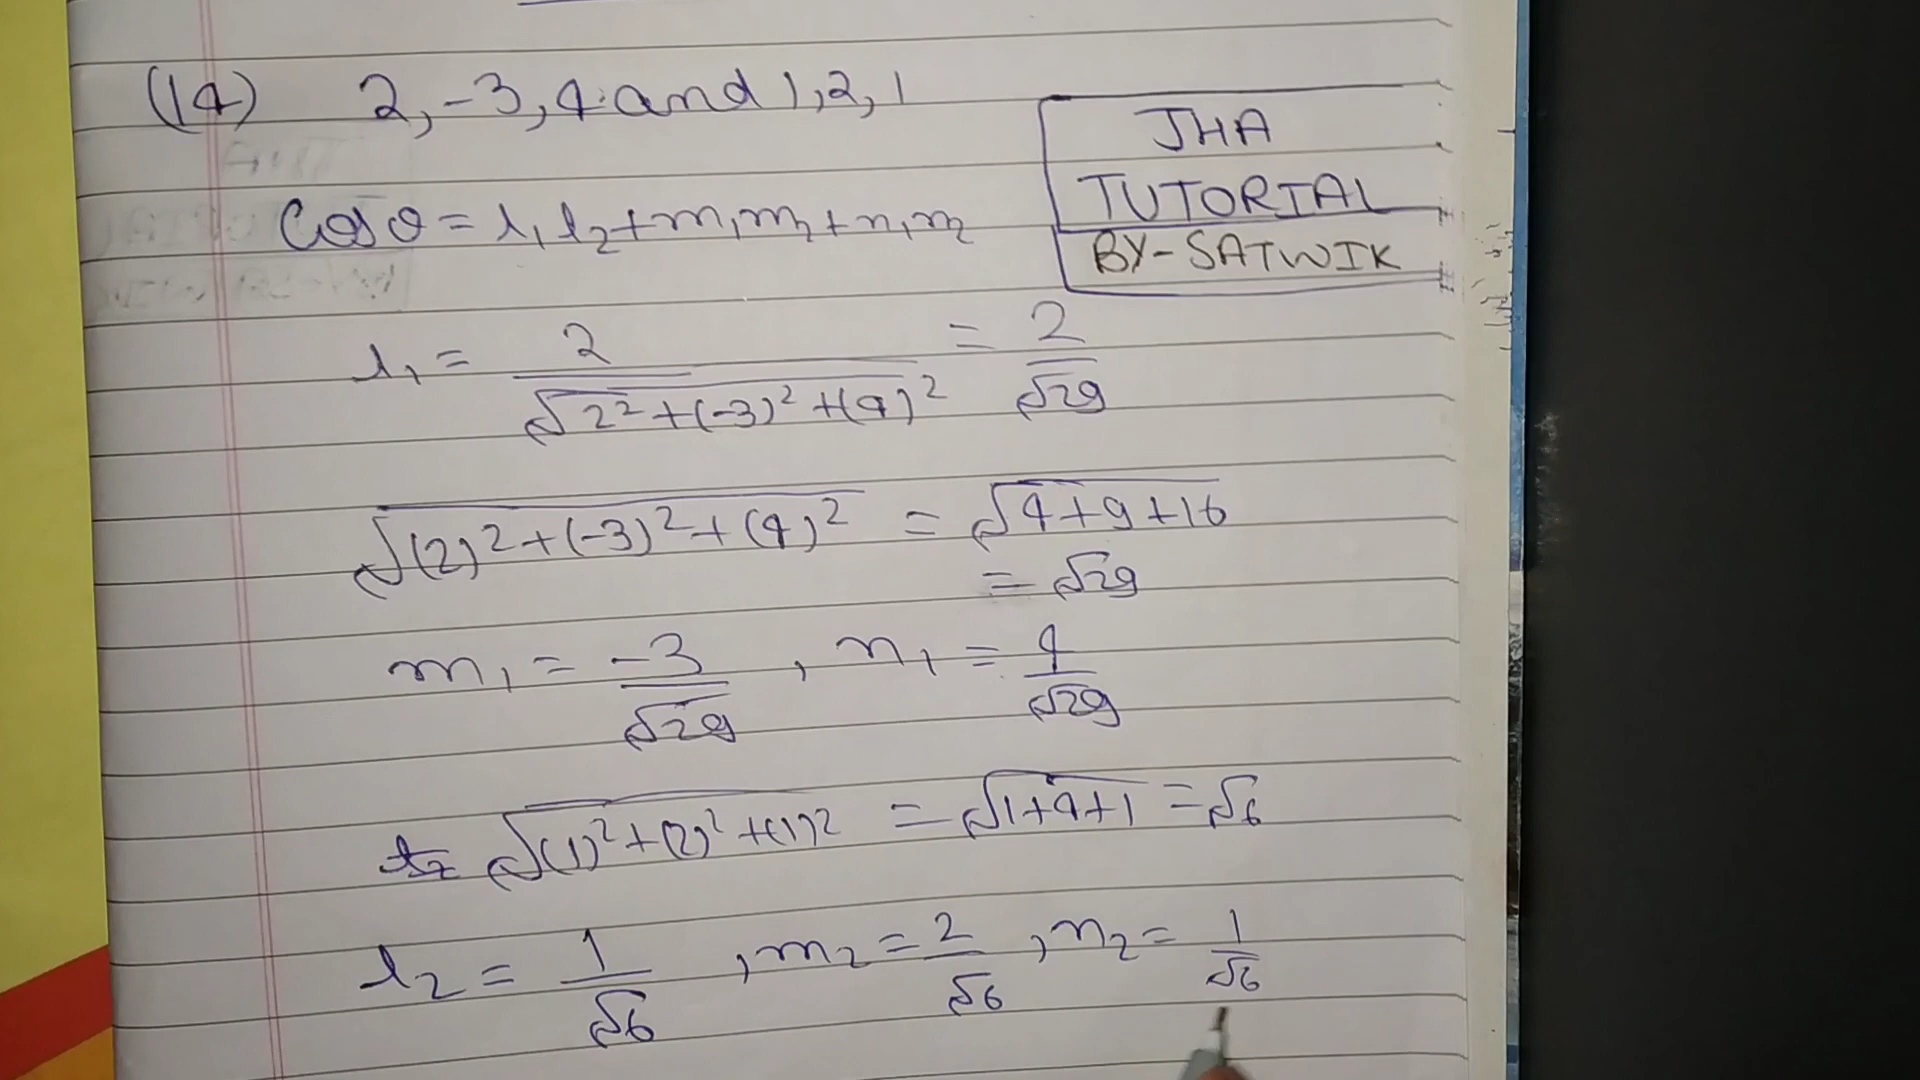 (14) 2, -3, 4 and 1, 2, 1
JHA
TUTORIAL
BY-SATWIK
Cos θ = l₁l₂ + m₁m₂ + n₁n₂
l₁ = 2/√(2² + (-3)² + (4)²) = 2/√29
√((2)² + (-3)² + (4)²) = √(4+9+16)
= √29
m₁ = -3/√29 , n₁ = 4/√29
√((1)² + (2)² + (1)²) = √(1+4+1) = √6
l₂ = 1/√6 , m₂ = 2/√6 , n₂ = 1/√6